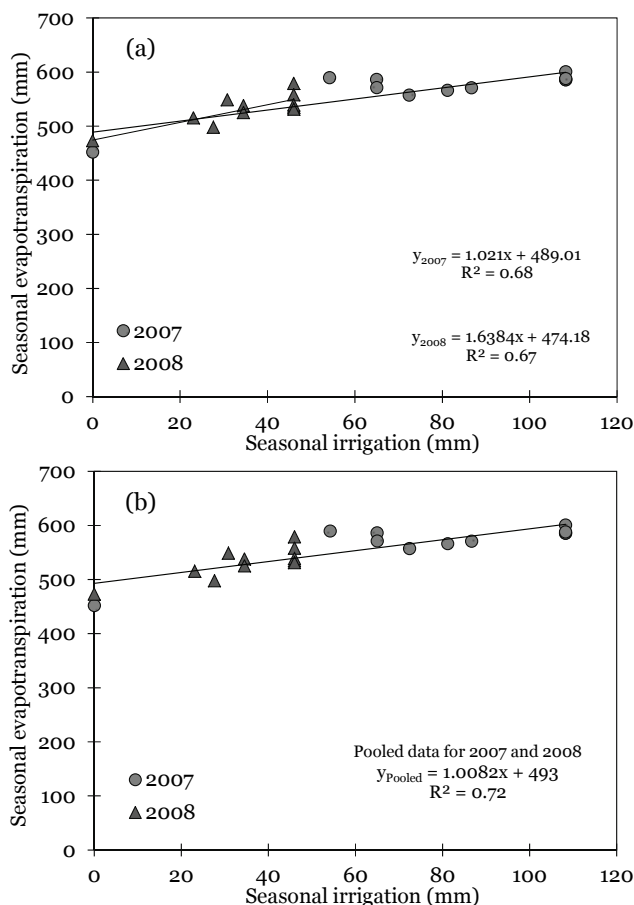 700
(a)
600
500
400
300
200
100
0
Seasonal evapotranspiration (mm)
y2007 = 1.021x + 489.01
R² = 0.68
2007
y2008 = 1.6384x + 474.18
2008
R² = 0.67
0 20 40 60 80 100 120
Seasonal irrigation (mm)
700
(b)
600
500
400
300
200
100
0
Seasonal evapotranspiration (mm)
Pooled data for 2007 and 2008
2007
yPooled = 1.0082x + 493
2008
R² = 0.72
0 20 40 60 80 100 120
Seasonal irrigation (mm)